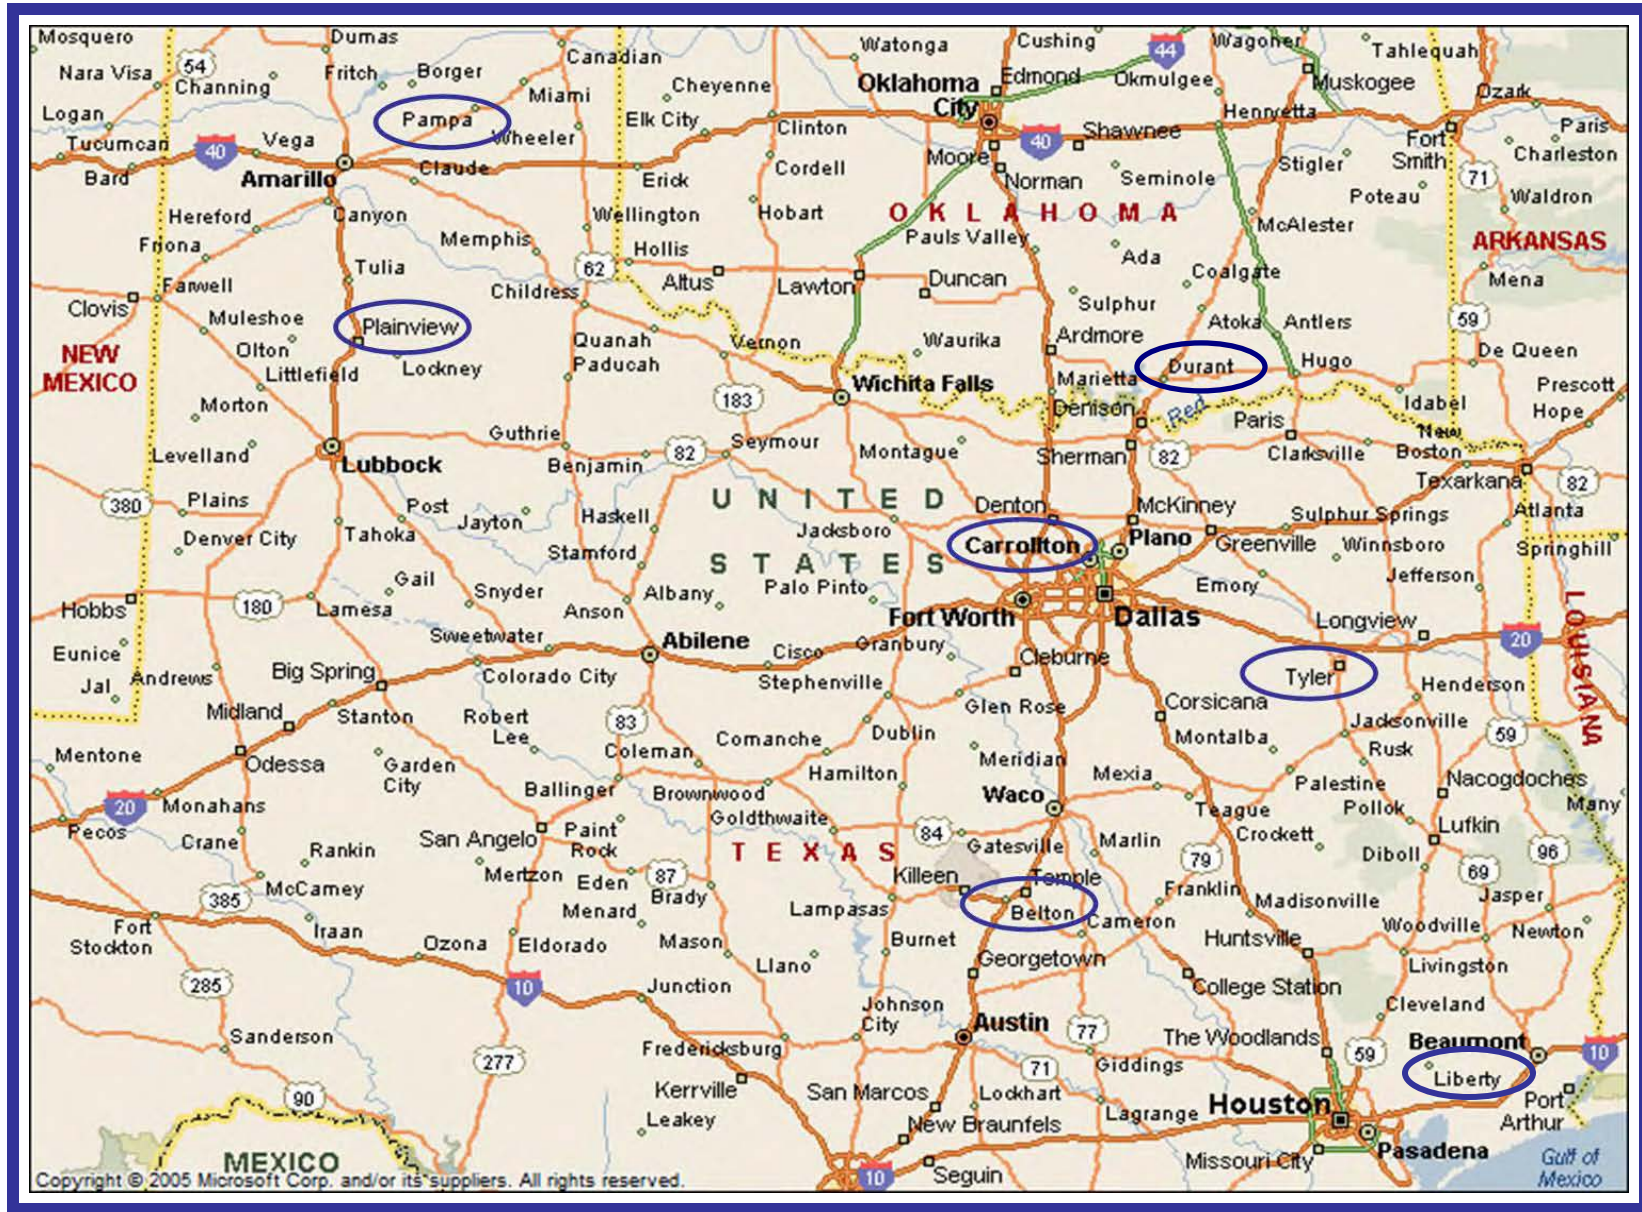 Mosquero
Dumas
Watonga
Cushing
44
Wagoner
Tahlequah
Nara Visa
54
Channing
Fritch
Borger
Canadian
Cheyenne
Oklahoma
City
Edmond
Okmulgee
Muskogee
Ozark
Logan
Pampa
Miami
Elk City
Clinton
Henryetta
Paris
Tucumcari
40
Vega
Wheeler
Moore
40
Shawnee
Fort
Smith
Charleston
Bard
Amarillo
Claude
Erick
Cordell
Norman
Seminole
Stigler
71
Waldron
Hereford
Canyon
Wellington
Hobart
OKLAHOMA
Poteau
Friona
Memphis
Hollis
Pauls Valley
McAlester
ARKANSAS
Tulia
62
Altus
Lawton
Duncan
Ada
Coalgate
Mena
Clovis
Farwell
Childress
Sulphur
Muleshoe
Plainview
Quanah
Vernon
Waurika
Ardmore
Atoka
Antlers
59
NEW
MEXICO
Olton
Littlefield
Lockney
Paducah
Marietta
Durant
Hugo
De Queen
Morton
183
Wichita Falls
Denison
Red
Idabel
Prescott
Hope
Levelland
Lubbock
Guthrie
Benjamin
82
Seymour
Montague
Sherman
82
Paris
Clarksville
New
Boston
Texarkana
82
380
Plains
Post
Jayton
Haskell
UNITED
STATES
Denton
McKinney
Sulphur Springs
Atlanta
Denver City
Tahoka
Stamford
Jacksboro
Carrollton
Plano
Greenville
Winnsboro
Springhill
Hobbs
180
Gail
Lamesa
Snyder
Anson
Albany
Palo Pinto
Emory
Jefferson
Fort Worth
Dallas
Longview
20
LOUISIANA
Eunice
Jal
Andrews
Sweetwater
Abilene
Cisco
Granbury
Cleburne
Big Spring
Colorado City
Stephenville
Tyler
Henderson
Midland
Stanton
Robert
Lee
83
Glen Rose
Corsicana
Jacksonville
59
Mentone
Odessa
Garden
City
Coleman
Comanche
Dublin
Meridian
Montalba
Rusk
20
Monahans
Ballinger
Brownwood
Hamilton
Waco
Mexia
Palestine
Nacogdoches
Many
Pecos
Crane
San Angelo
Paint
Rock
Goldthwaite
84
Gatesville
Marlin
Teague
Pollok
Crockett
Lufkin
Rankin
Mertzon
TEXAS
79
Diboll
96
385
McCamey
Eden
87
Brady
Killeen
Temple
Franklin
69
Jasper
Fort
Stockton
Iraan
Menard
Lampasas
Belton
Cameron
Madisonville
Woodville
Newton
Ozona
Eldorado
Mason
Burnet
Huntsville
Livingston
285
10
Llano
Georgetown
College Station
Junction
Johnson
City
Cleveland
Sanderson
Austin
77
The Woodlands
59
Beaumont
10
277
Fredericksburg
71
Giddings
Liberty
90
Kerrville
San Marcos
Lockhart
Port
Arthur
Leakey
New Braunfels
Lagrange
Houston
MEXICO
10
Seguin
Missouri City
Pasadena
Gulf of
Mexico
Copyright © 2005 Microsoft Corp. and/or its suppliers. All rights reserved.